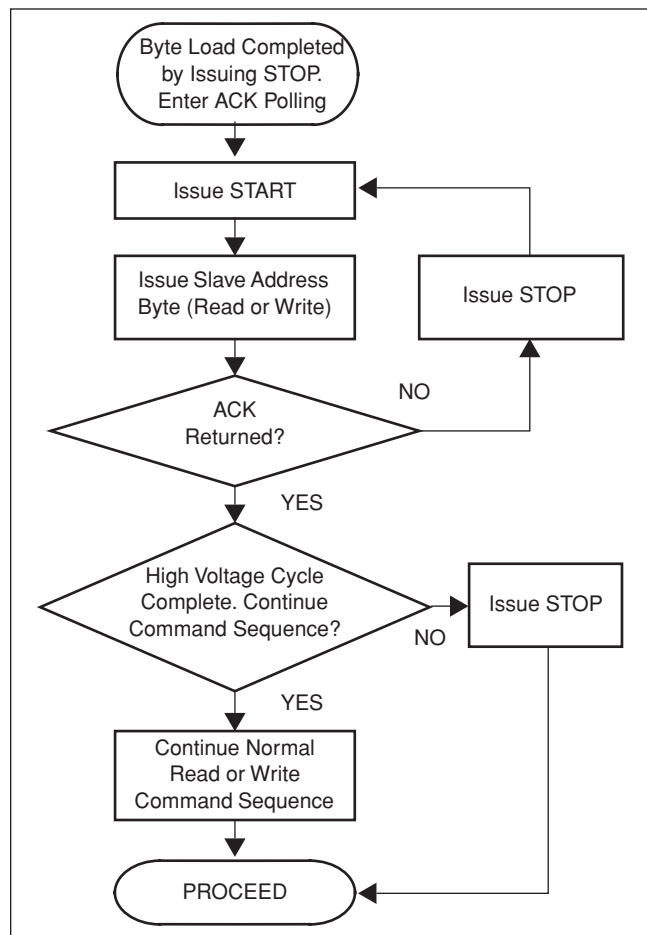 Byte Load Completed
by Issuing STOP.
Enter ACK Polling
Issue START
Issue Slave Address
Byte (Read or Write)
Issue STOP
NO
ACK
Returned?
YES
High Voltage Cycle
Complete. Continue
Command Sequence?
Issue STOP
NO
YES
Continue Normal
Read or Write
Command Sequence
PROCEED